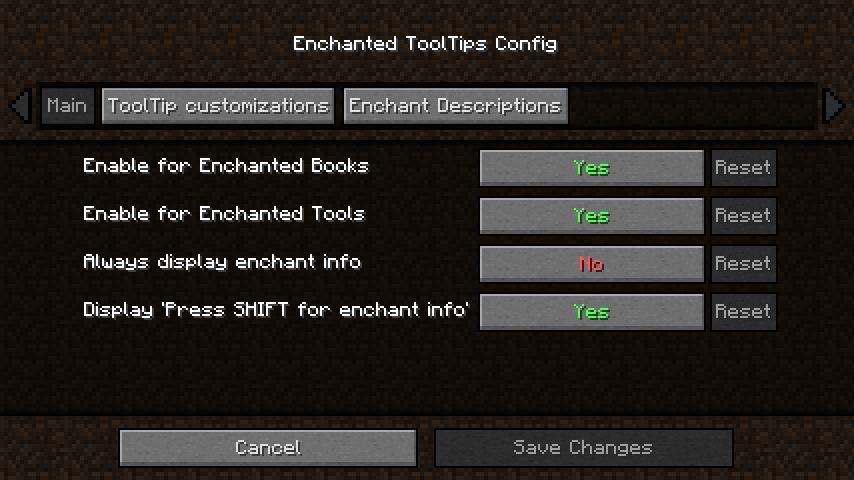 Enchanted ToolTips Config
Main ToolTip customizations Enchant Descriptions
Enable for Enchanted Books Yes Reset
Enable for Enchanted Tools Yes Reset
Always display enchant info No Reset
Display 'Press SHIFT for enchant info' Yes Reset
Cancel Save Changes